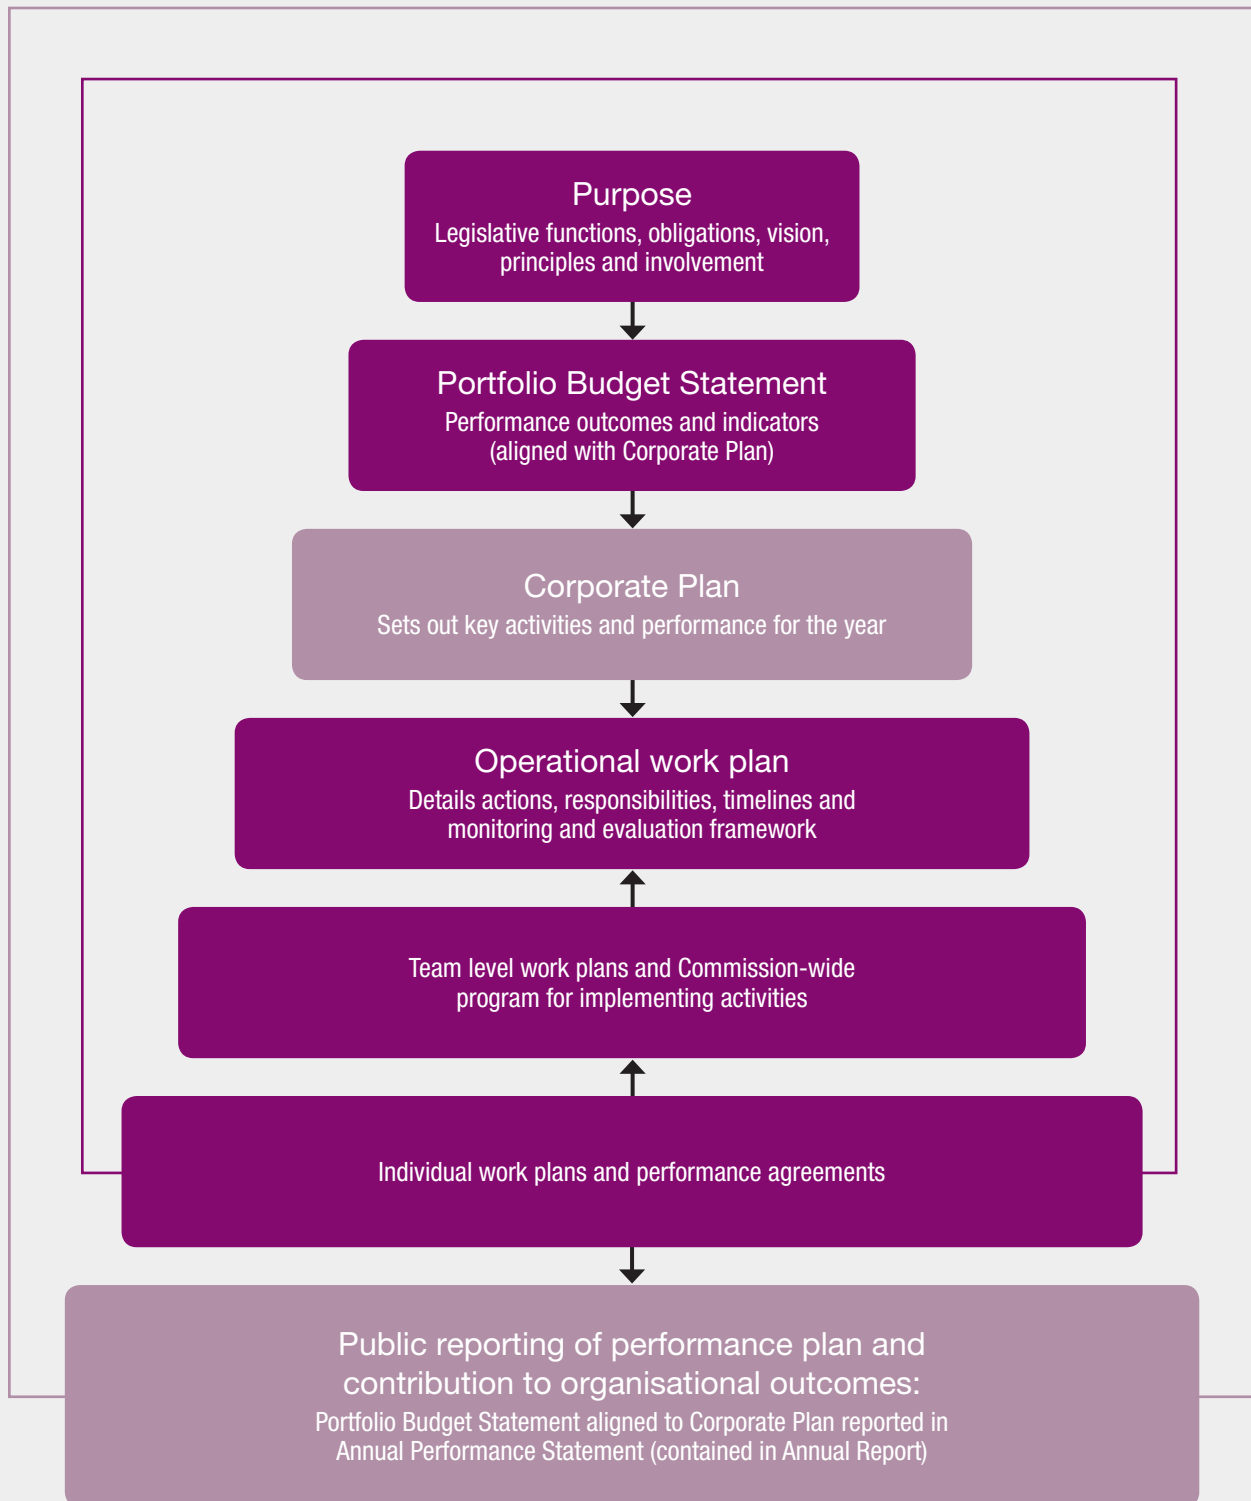 Purpose
Legislative functions, obligations, vision,
principles and involvement
Portfolio Budget Statement
Performance outcomes and indicators
(aligned with Corporate Plan)
Corporate Plan
Sets out key activities and performance for the year
Operational work plan
Details actions, responsibilities, timelines and
monitoring and evaluation framework
Team level work plans and Commission-wide
program for implementing activities
Individual work plans and performance agreements
Public reporting of performance plan and
contribution to organisational outcomes:
Portfolio Budget Statement aligned to Corporate Plan reported in
Annual Performance Statement (contained in Annual Report)